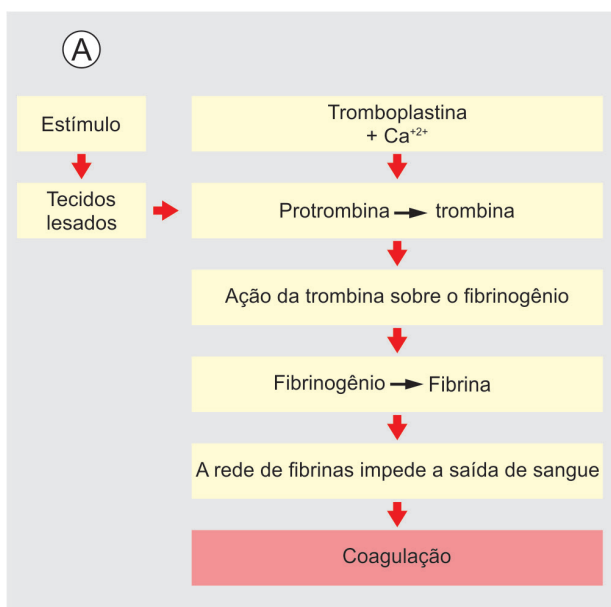 A
Estímulo
Tecidos
lesados
Tromboplastina
+ Ca⁺²⁺
Protrombina → trombina
Ação da trombina sobre o fibrinogênio
Fibrinogênio → Fibrina
A rede de fibrinas impede a saída de sangue
Coagulação